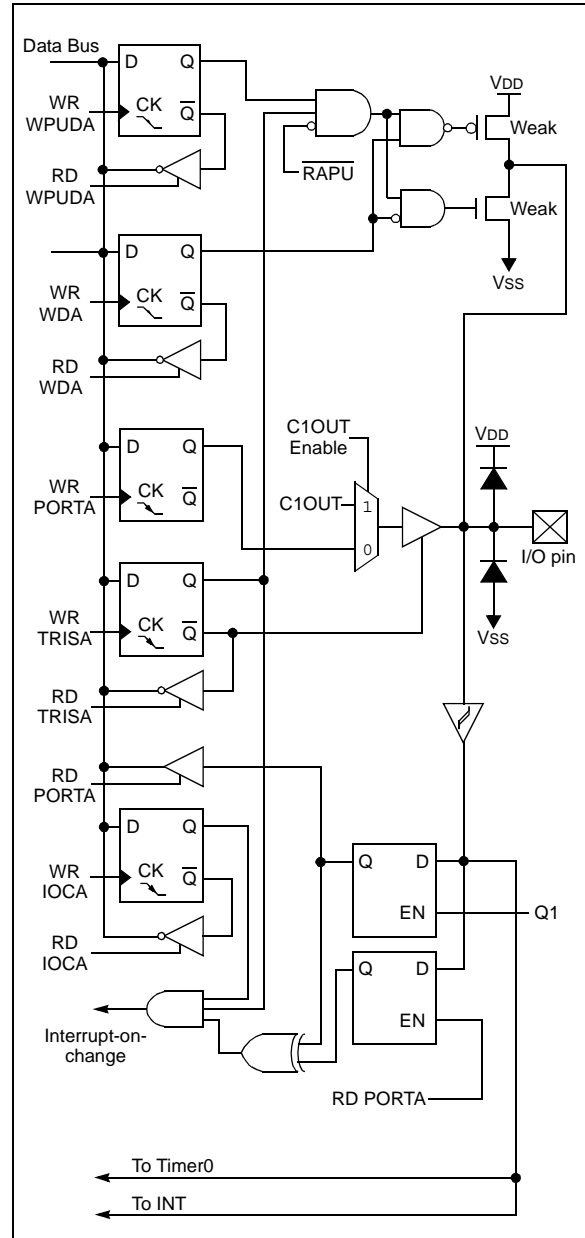 Data Bus
D Q
VDD
WR
WPUDA
CK
Q
Weak
RD
WPUDA
RAPU
Weak
D Q
VSS
WR
WDA
CK
Q
RD
WDA
C1OUT
Enable
VDD
D Q
WR
PORTA
CK Q
C1OUT
1
0
I/O pin
D Q
WR
TRISA
CK
Q
VSS
RD
TRISA
RD
PORTA
D Q
WR
IOCA
CK
Q
Q D
EN
Q1
RD
IOCA
Q D
EN
Interrupt-on-
change
RD PORTA
To Timer0
To INT